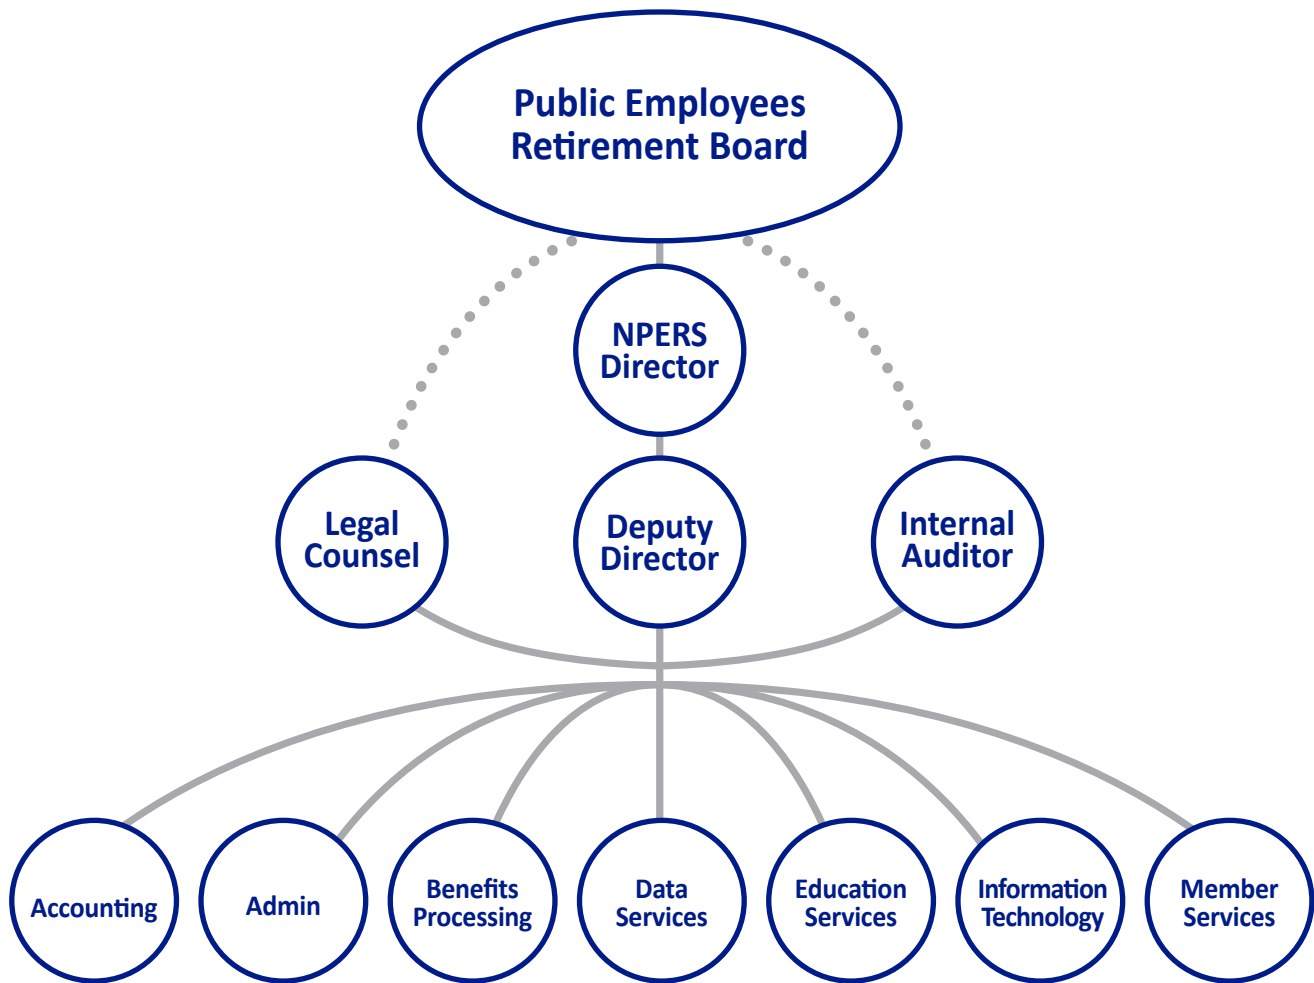 Public Employees
Retirement Board
NPERS
Director
Legal
Counsel
Deputy
Director
Internal
Auditor
Accounting
Admin
Benefits
Processing
Data
Services
Education
Services
Information
Technology
Member
Services